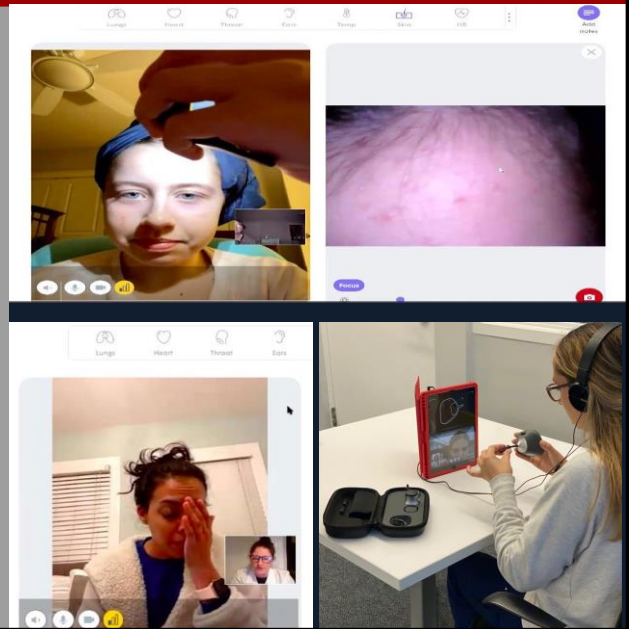 Lungs Heart Throat Ears Temp Skin HR
Add
notes
Focus
Lungs Heart Throat Ears